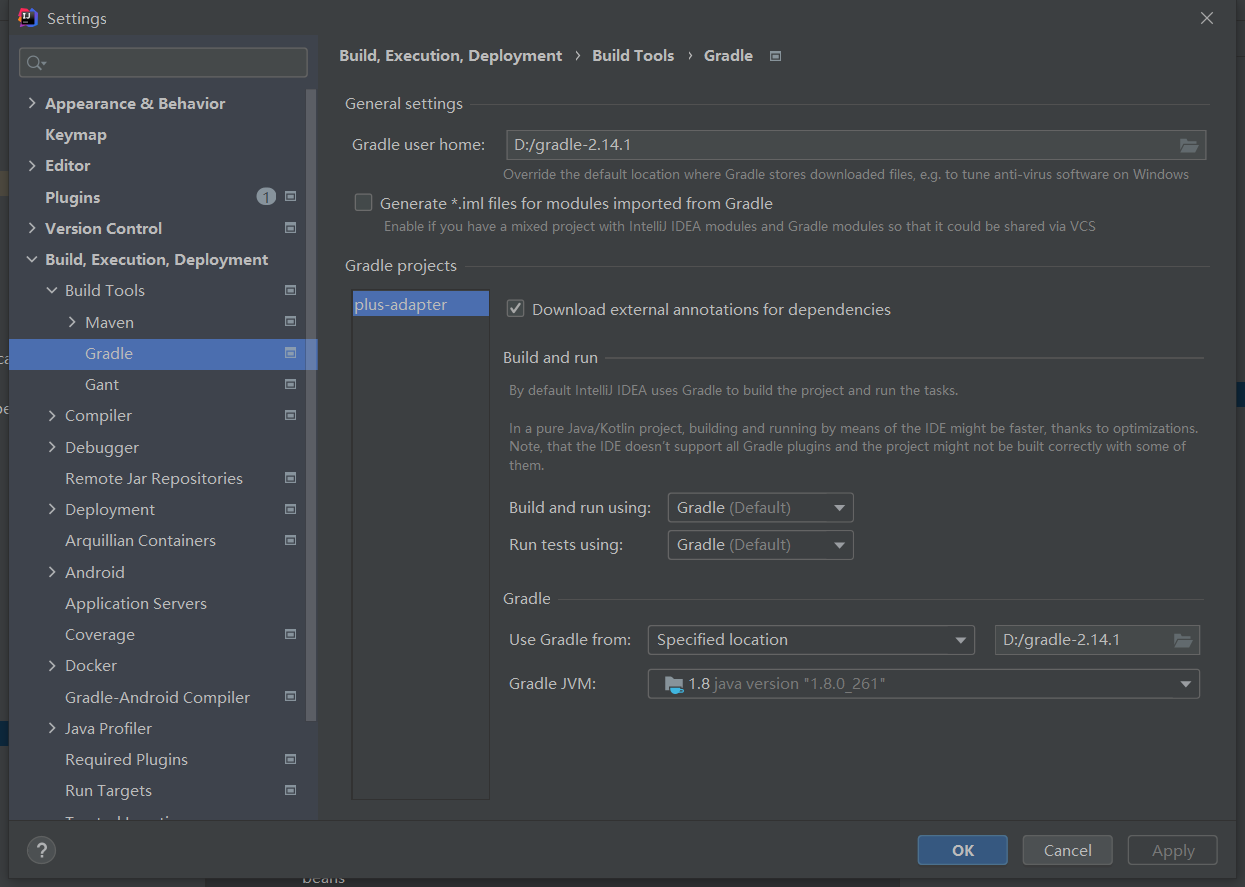 Settings
Build, Execution, Deployment › Build Tools › Gradle
Appearance & Behavior
Keymap
Editor
Plugins 1
Version Control
Build, Execution, Deployment
Build Tools
Maven
Gradle
Gant
Compiler
Debugger
Remote Jar Repositories
Deployment
Arquillian Containers
Android
Application Servers
Coverage
Docker
Gradle-Android Compiler
Java Profiler
Required Plugins
Run Targets
General settings
Gradle user home: D:/gradle-2.14.1
Override the default location where Gradle stores downloaded files, e.g. to tune anti-virus software on Windows
Generate *.iml files for modules imported from Gradle
Enable if you have a mixed project with IntelliJ IDEA modules and Gradle modules so that it could be shared via VCS
Gradle projects
plus-adapter
Download external annotations for dependencies
Build and run
By default IntelliJ IDEA uses Gradle to build the project and run the tasks.
In a pure Java/Kotlin project, building and running by means of the IDE might be faster, thanks to optimizations.
Note, that the IDE doesn't support all Gradle plugins and the project might not be built correctly with some of
them.
Build and run using: Gradle (Default)
Run tests using: Gradle (Default)
Gradle
Use Gradle from: Specified location D:/gradle-2.14.1
Gradle JVM: 1.8 java version "1.8.0_261"
?
OK Cancel Apply
beans